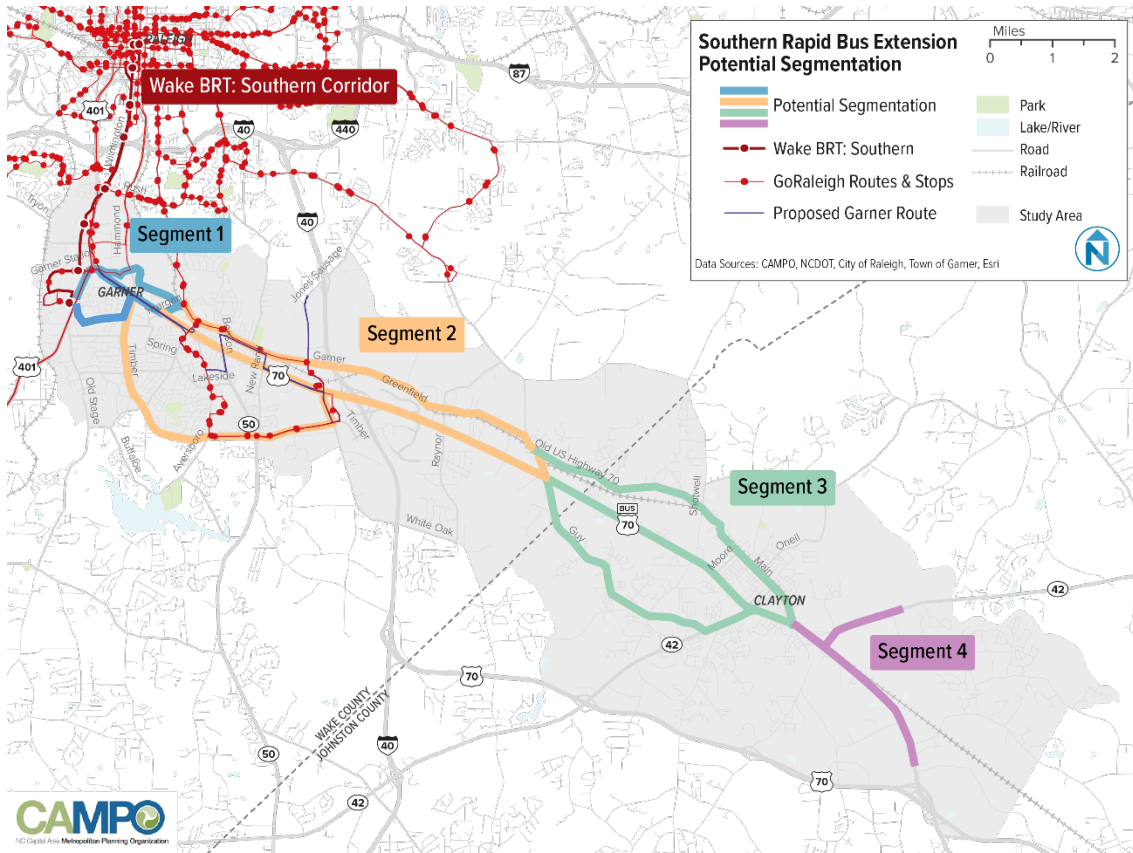 RALEIGH
Wake BRT: Southern Corridor
401
Wilmington
40
440
87
Southern Rapid Bus Extension
Potential Segmentation
Miles
0 1 2
Potential Segmentation
Wake BRT: Southern
GoRaleigh Routes & Stops
Proposed Garner Route
Park
Lake/River
Road
Railroad
Study Area
Data Sources: CAMPO, NCDOT, City of Raleigh, Town of Garner, Esri
Tryon
Rush
Hammond
40
Segment 1
Garner Station
Jones Sausage
GARNER
Segment 2
Spring
Benson
New Rand
Garner
Timber
Lakeside
70
Greenfield
401
Old Stage
50
Timber
Buffaloe
Aversboro
Raynor
Old US Highway 70
Segment 3
Shotwell
BUS
70
White Oak
Guy
Moore
Main
Oneil
CLAYTON
42
42
Segment 4
70
WAKE COUNTY
JOHNSTON COUNTY
40
50
70
42
CAMPO
NC Capital Area Metropolitan Planning Organization